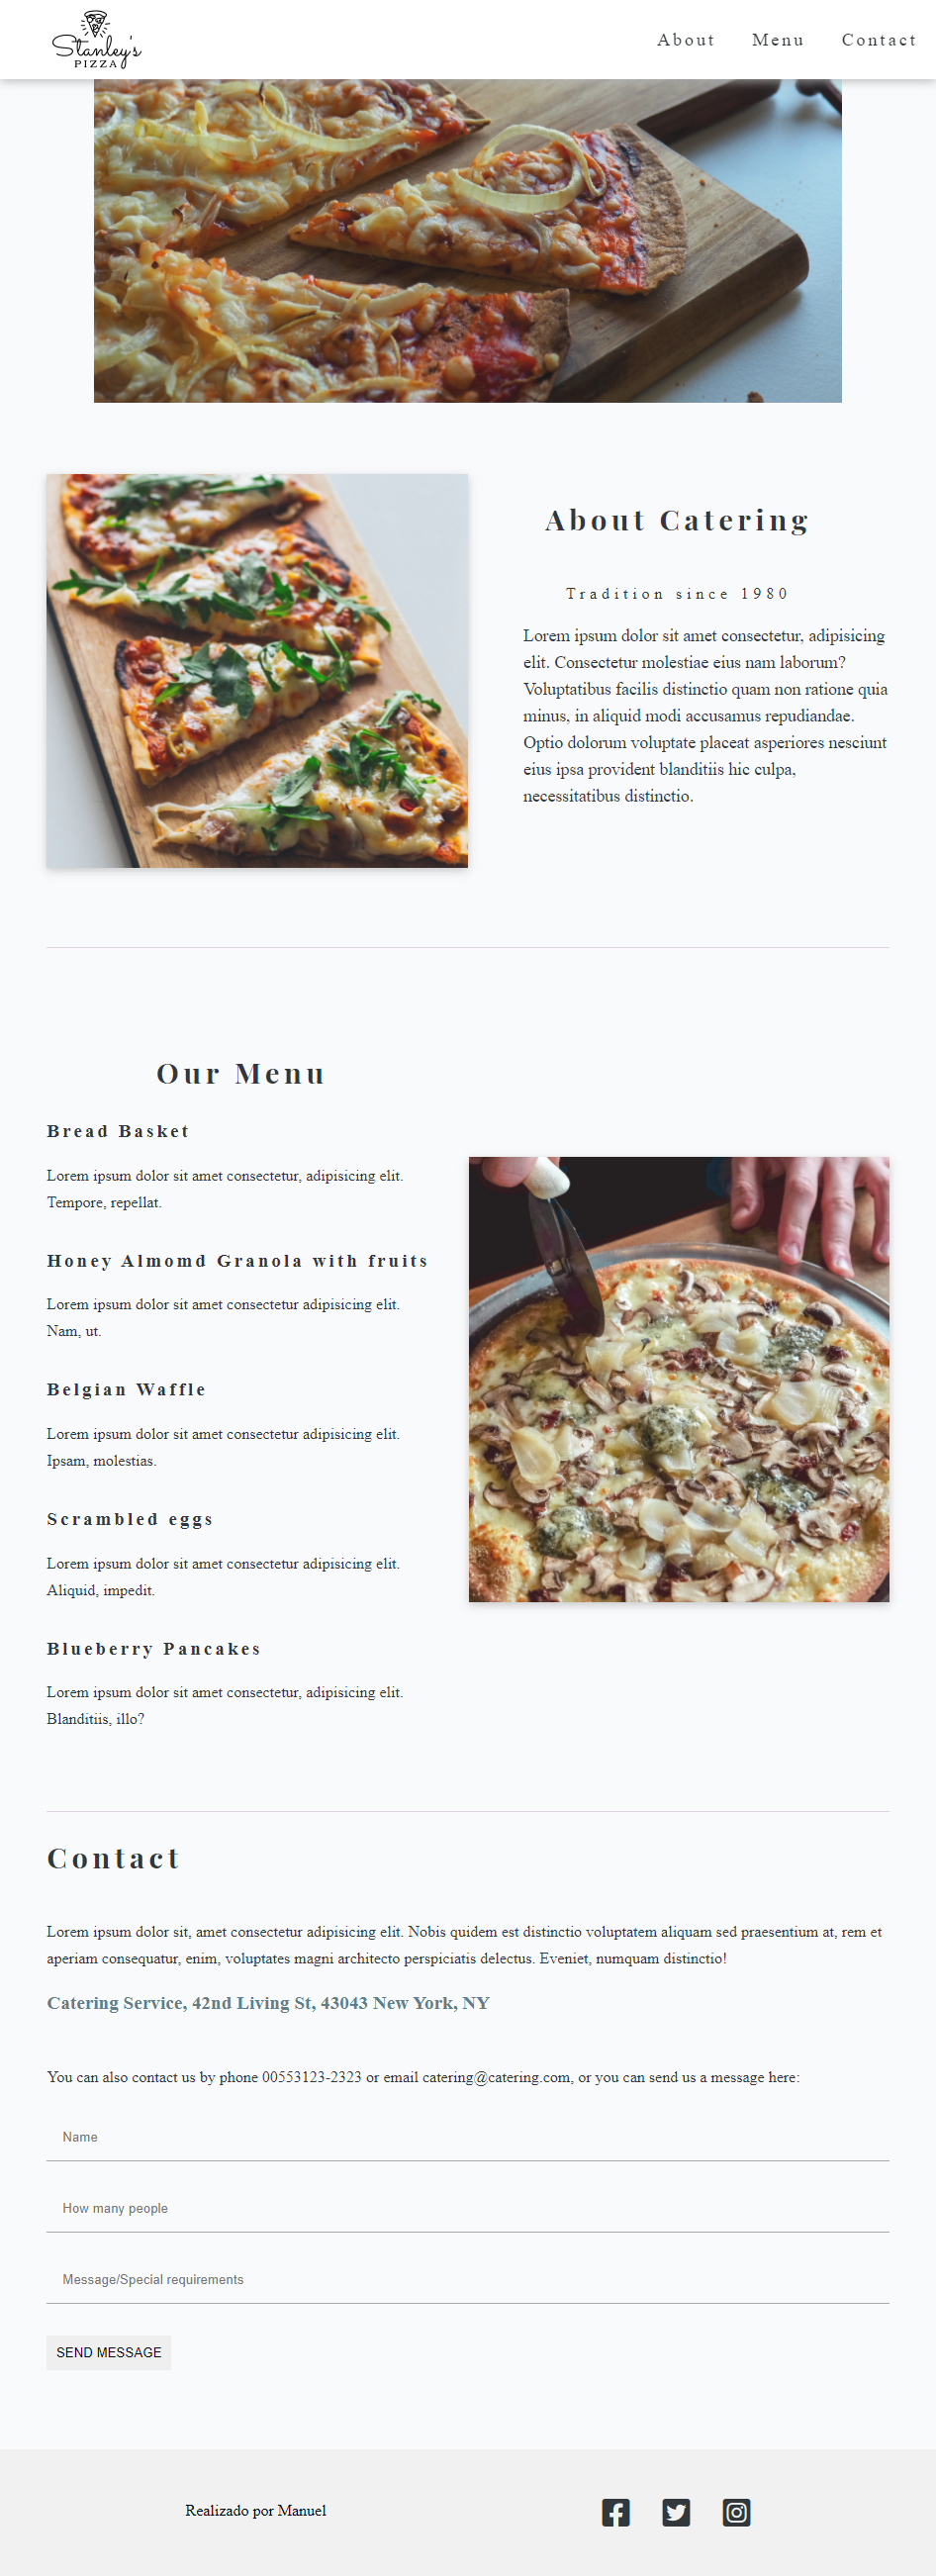 Stanley's
PIZZA
About Menu Contact
About Catering
Tradition since 1980
Lorem ipsum dolor sit amet consectetur, adipisicing
elit. Consectetur molestiae eius nam laborum?
Voluptatibus facilis distinctio quam non ratione quia
minus, in aliquid modi accusamus repudiandae.
Optio dolorum voluptate placeat asperiores nesciunt
eius ipsa provident blanditiis hic culpa,
necessitatibus distinctio.
Our Menu
Bread Basket
Lorem ipsum dolor sit amet consectetur, adipisicing elit.
Tempore, repellat.
Honey Almomd Granola with fruits
Lorem ipsum dolor sit amet consectetur adipisicing elit.
Nam, ut.
Belgian Waffle
Lorem ipsum dolor sit amet consectetur adipisicing elit.
Ipsam, molestias.
Scrambled eggs
Lorem ipsum dolor sit amet consectetur adipisicing elit.
Aliquid, impedit.
Blueberry Pancakes
Lorem ipsum dolor sit amet consectetur, adipisicing elit.
Blanditiis, illo?
Contact
Lorem ipsum dolor sit, amet consectetur adipisicing elit. Nobis quidem est distinctio voluptatem aliquam sed praesentium at, rem et
aperiam consequatur, enim, voluptates magni architecto perspiciatis delectus. Eveniet, numquam distinctio!
Catering Service, 42nd Living St, 43043 New York, NY
You can also contact us by phone 00553123-2323 or email catering@catering.com, or you can send us a message here:
Name
How many people
Message/Special requirements
SEND MESSAGE
Realizado por Manuel